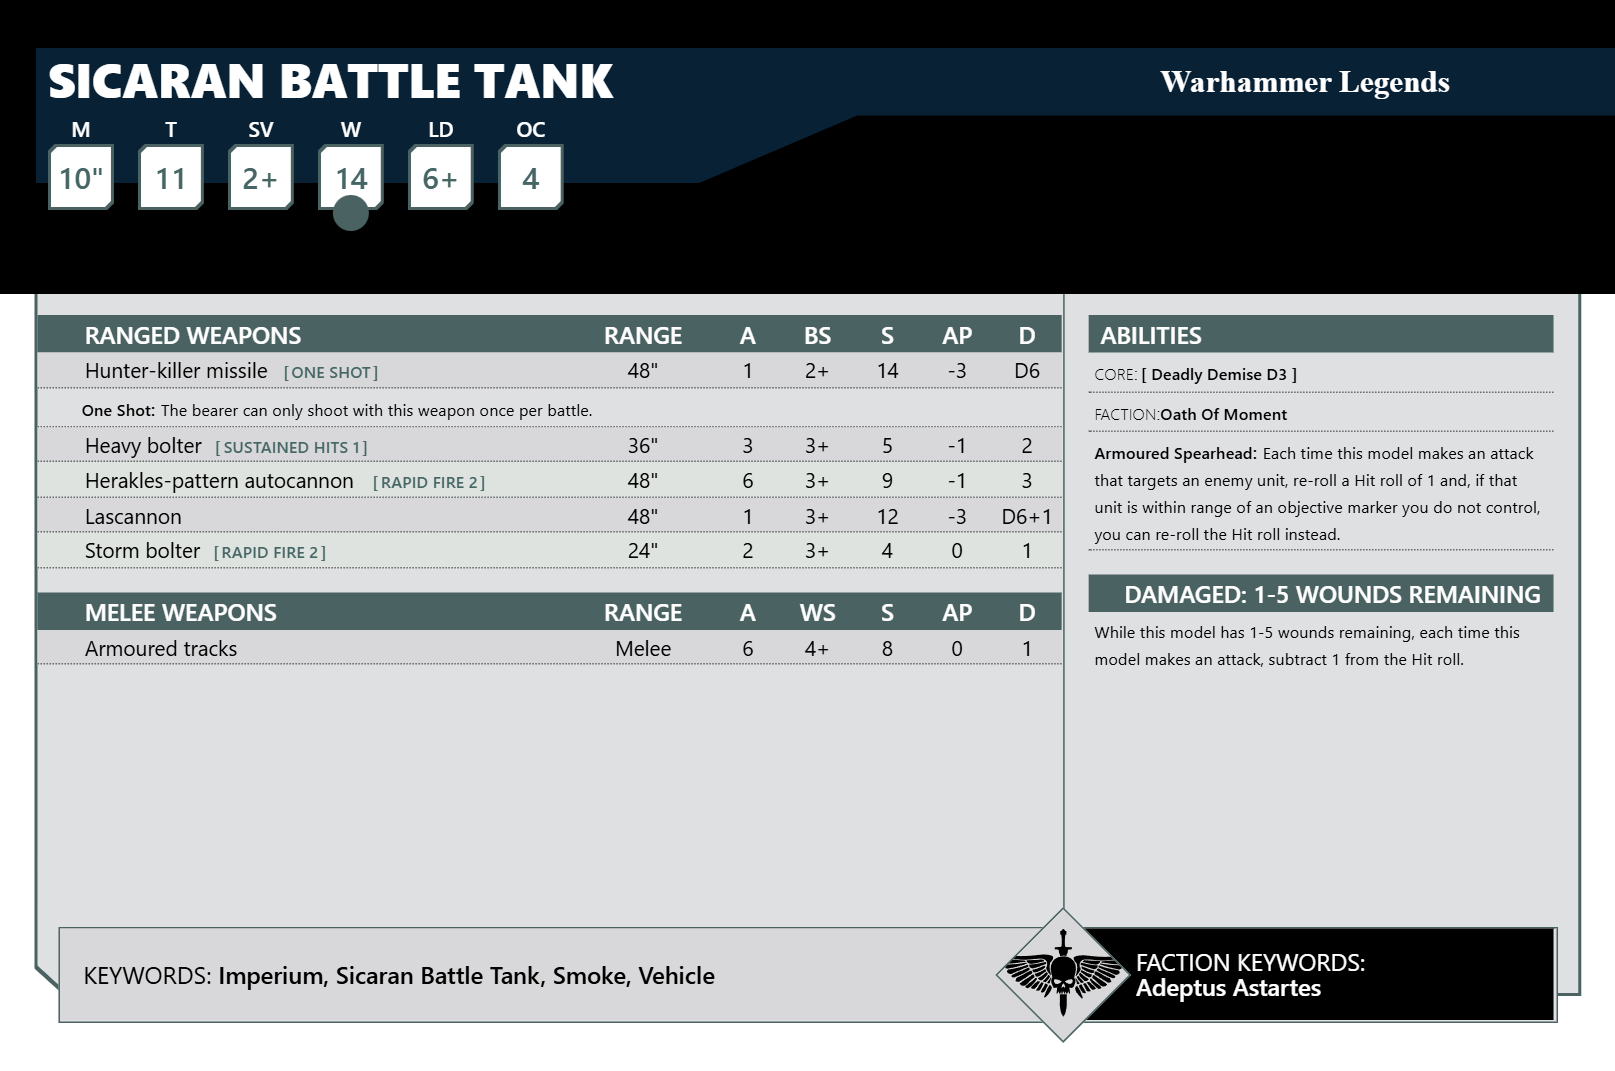 SICARAN BATTLE TANK
Warhammer Legends
M T SV W LD OC
10" 11 2+ 14 6+ 4
RANGED WEAPONS RANGE A BS S AP D
Hunter-killer missile [ONE SHOT] 48" 1 2+ 14 -3 D6
One Shot: The bearer can only shoot with this weapon once per battle.
Heavy bolter [SUSTAINED HITS 1] 36" 3 3+ 5 -1 2
Herakles-pattern autocannon [RAPID FIRE 2] 48" 6 3+ 9 -1 3
Lascannon 48" 1 3+ 12 -3 D6+1
Storm bolter [RAPID FIRE 2] 24" 2 3+ 4 0 1
MELEE WEAPONS RANGE A WS S AP D
Armoured tracks Melee 6 4+ 8 0 1
ABILITIES
CORE: [ Deadly Demise D3 ]
FACTION:Oath Of Moment
Armoured Spearhead: Each time this model makes an attack
that targets an enemy unit, re-roll a Hit roll of 1 and, if that
unit is within range of an objective marker you do not control,
you can re-roll the Hit roll instead.
DAMAGED: 1-5 WOUNDS REMAINING
While this model has 1-5 wounds remaining, each time this
model makes an attack, subtract 1 from the Hit roll.
KEYWORDS: Imperium, Sicaran Battle Tank, Smoke, Vehicle
FACTION KEYWORDS:
Adeptus Astartes